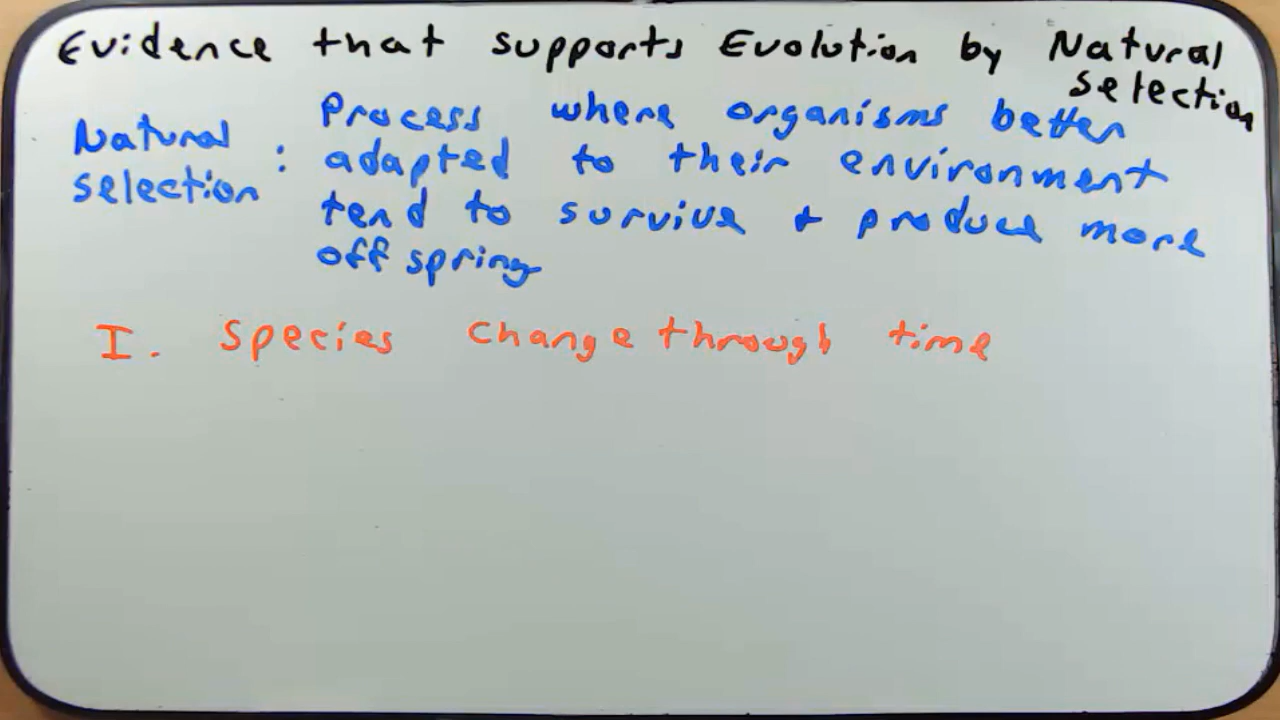 Evidence that supports Evolution by Natural
selection
Natural
selection :
Process where organisms better
adapted to their environment
tend to survive + produce more
off spring
I. Species change through time